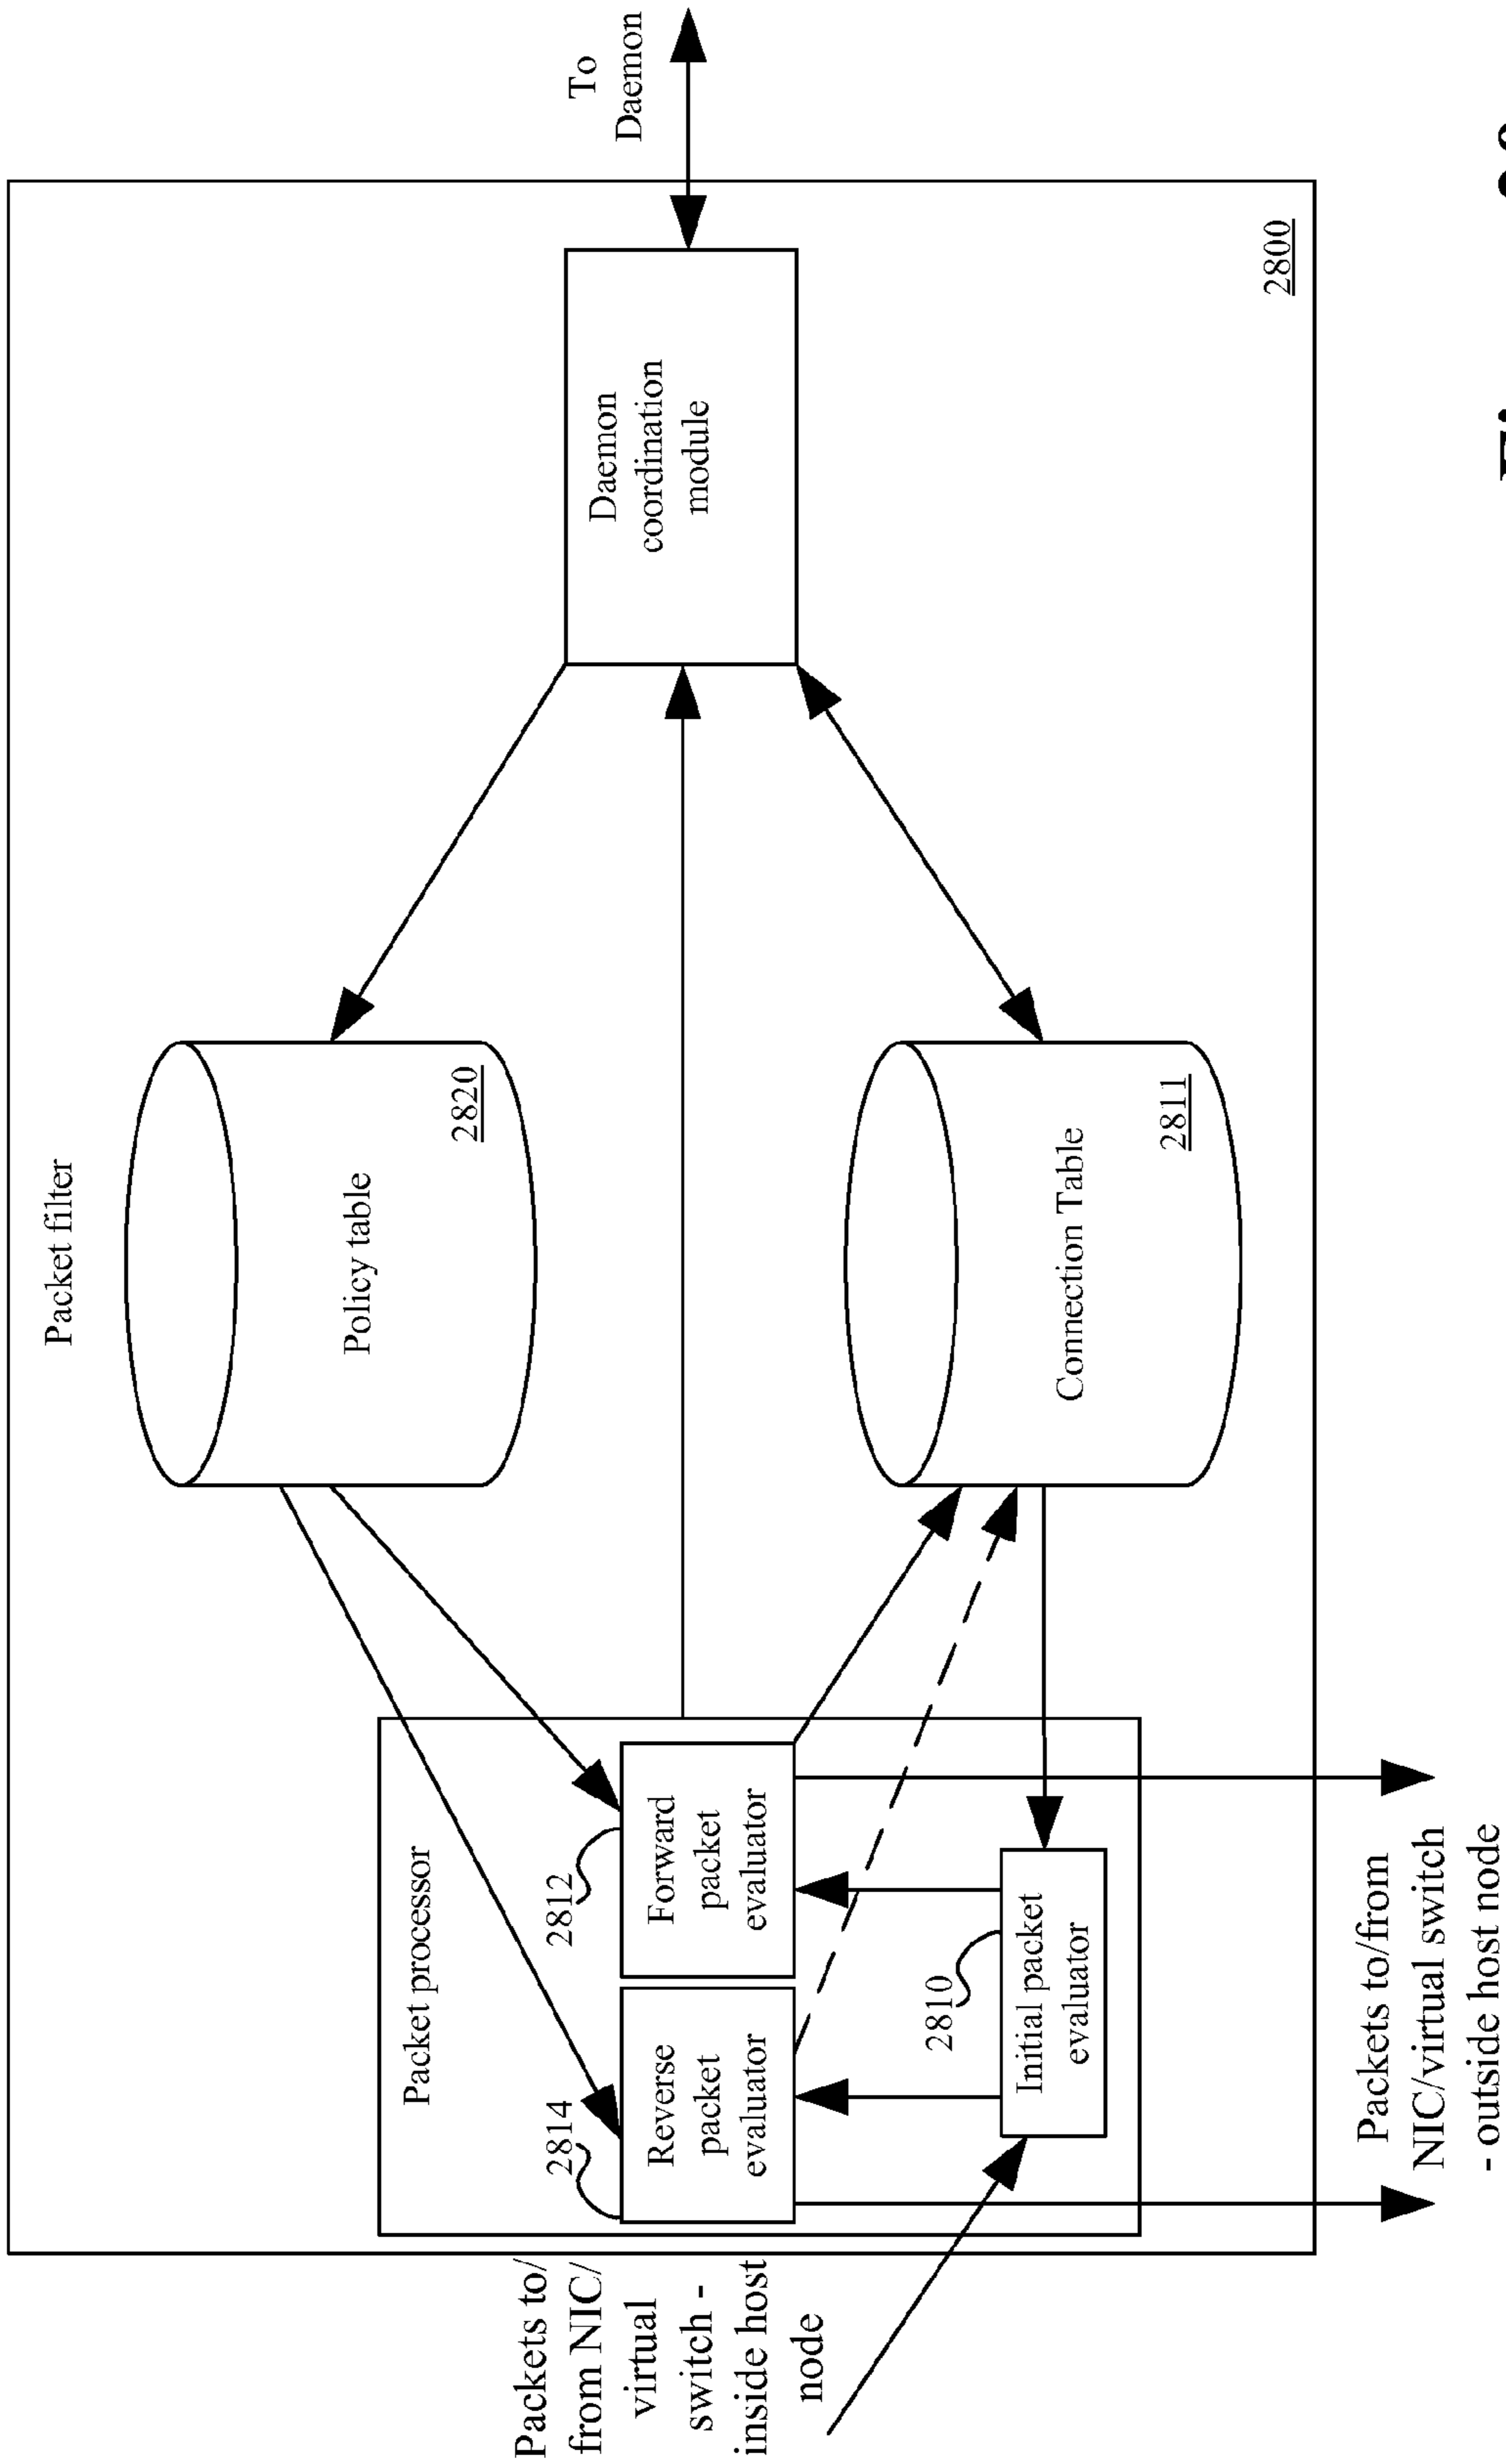 Packet filter
Policy table
2820
Packets to/
from NIC/
virtual
switch -
inside host
node
Packet processor
2814
2812
Reverse
packet
evaluator
Forward
packet
evaluator
2810
Initial packet
evaluator
Connection Table
2811
Daemon
coordination
module
To
Daemon
2800
Packets to/from
NIC/virtual switch
- outside host node